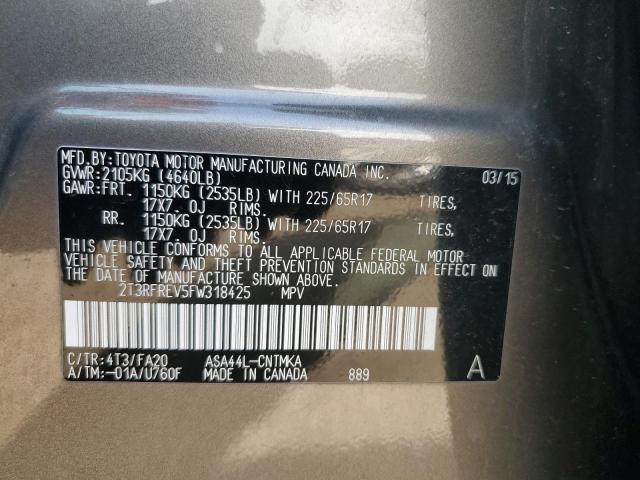 MFD.BY:TOYOTA MOTOR MANUFACTURING CANADA INC. 03/15
GVWR:2105KG (4640LB)
GAWR:FRT. 1150KG (2535LB) WITH 225/65R17 TIRES,
17X7.0J RIMS.
RR. 1150KG (2535LB) WITH 225/65R17 TIRES,
17X7.0J RIMS.
THIS VEHICLE CONFORMS TO ALL APPLICABLE FEDERAL MOTOR
VEHICLE SAFETY AND THEFT PREVENTION STANDARDS IN EFFECT ON
THE DATE OF MANUFACTURE SHOWN ABOVE.
2T3RFREV5FW318425 MPV
C/TR:4T3/FA20 ASA44L-CNTMKA
A/TM:-01A/U760F MADE IN CANADA 889 A